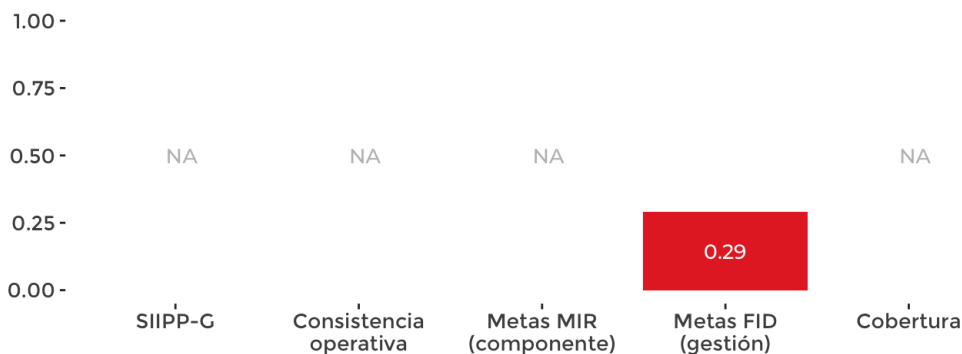 1.00
0.75
0.50
0.25
0.00
NA
NA
NA
0.29
NA
SIIPP-G
Consistencia
operativa
Metas MIR
(componente)
Metas FID
(gestión)
Cobertura